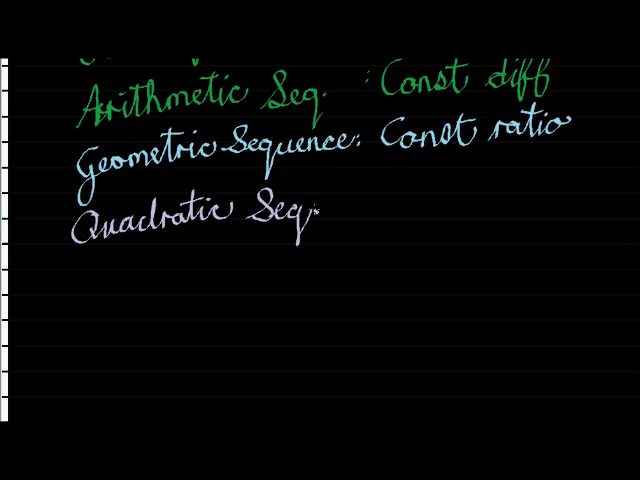 Arithmetic Seq. : Const diff
Geometric Sequence: Const ratio
Quadratic Seq.